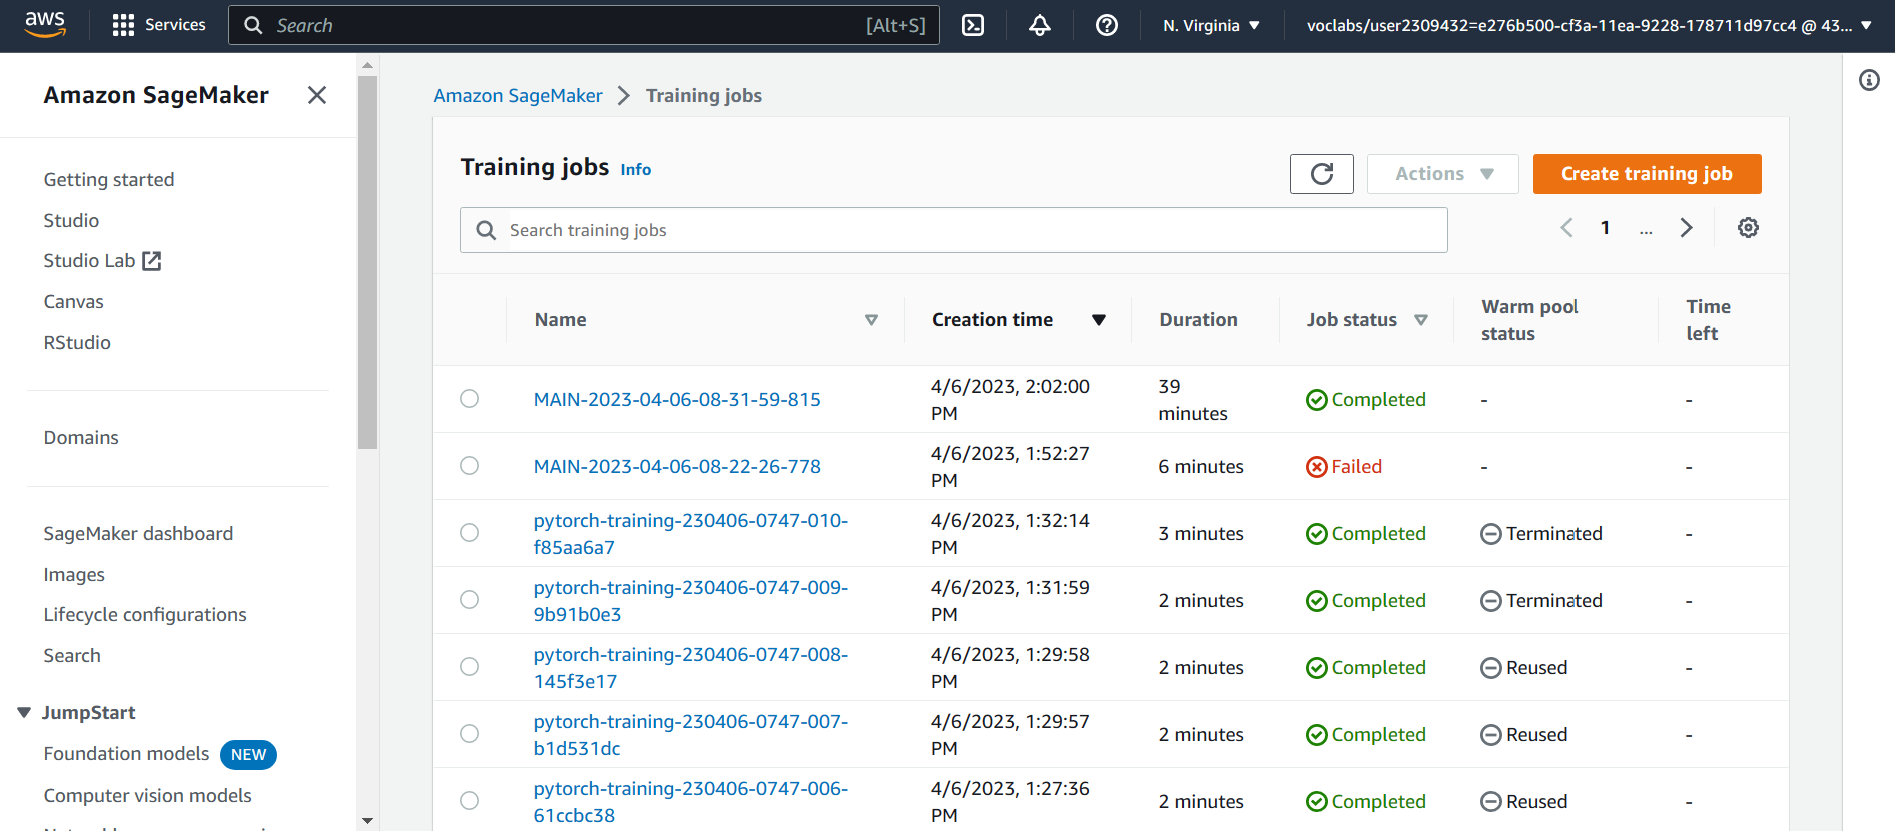 aws
Services
Search
[Alt+S]
N. Virginia
voclabs/user2309432=e276b500-cf3a-11ea-9228-178711d97cc4 @ 43...
Amazon SageMaker
Getting started
Studio
Studio Lab
Canvas
RStudio
Domains
SageMaker dashboard
Images
Lifecycle configurations
Search
JumpStart
Foundation models NEW
Computer vision models
Amazon SageMaker > Training jobs
Training jobs Info
Actions
Create training job
Search training jobs
1 ...
Name
Creation time
Duration
Job status
Warm pool
status
Time
left
MAIN-2023-04-06-08-31-59-815
4/6/2023, 2:02:00
PM
39
minutes
Completed
-
-
MAIN-2023-04-06-08-22-26-778
4/6/2023, 1:52:27
PM
6 minutes
Failed
-
-
pytorch-training-230406-0747-010-
f85aa6a7
4/6/2023, 1:32:14
PM
3 minutes
Completed
Terminated
-
pytorch-training-230406-0747-009-
9b91b0e3
4/6/2023, 1:31:59
PM
2 minutes
Completed
Terminated
-
pytorch-training-230406-0747-008-
145f3e17
4/6/2023, 1:29:58
PM
2 minutes
Completed
Reused
-
pytorch-training-230406-0747-007-
b1d531dc
4/6/2023, 1:29:57
PM
2 minutes
Completed
Reused
-
pytorch-training-230406-0747-006-
61ccbc38
4/6/2023, 1:27:36
PM
2 minutes
Completed
Reused
-